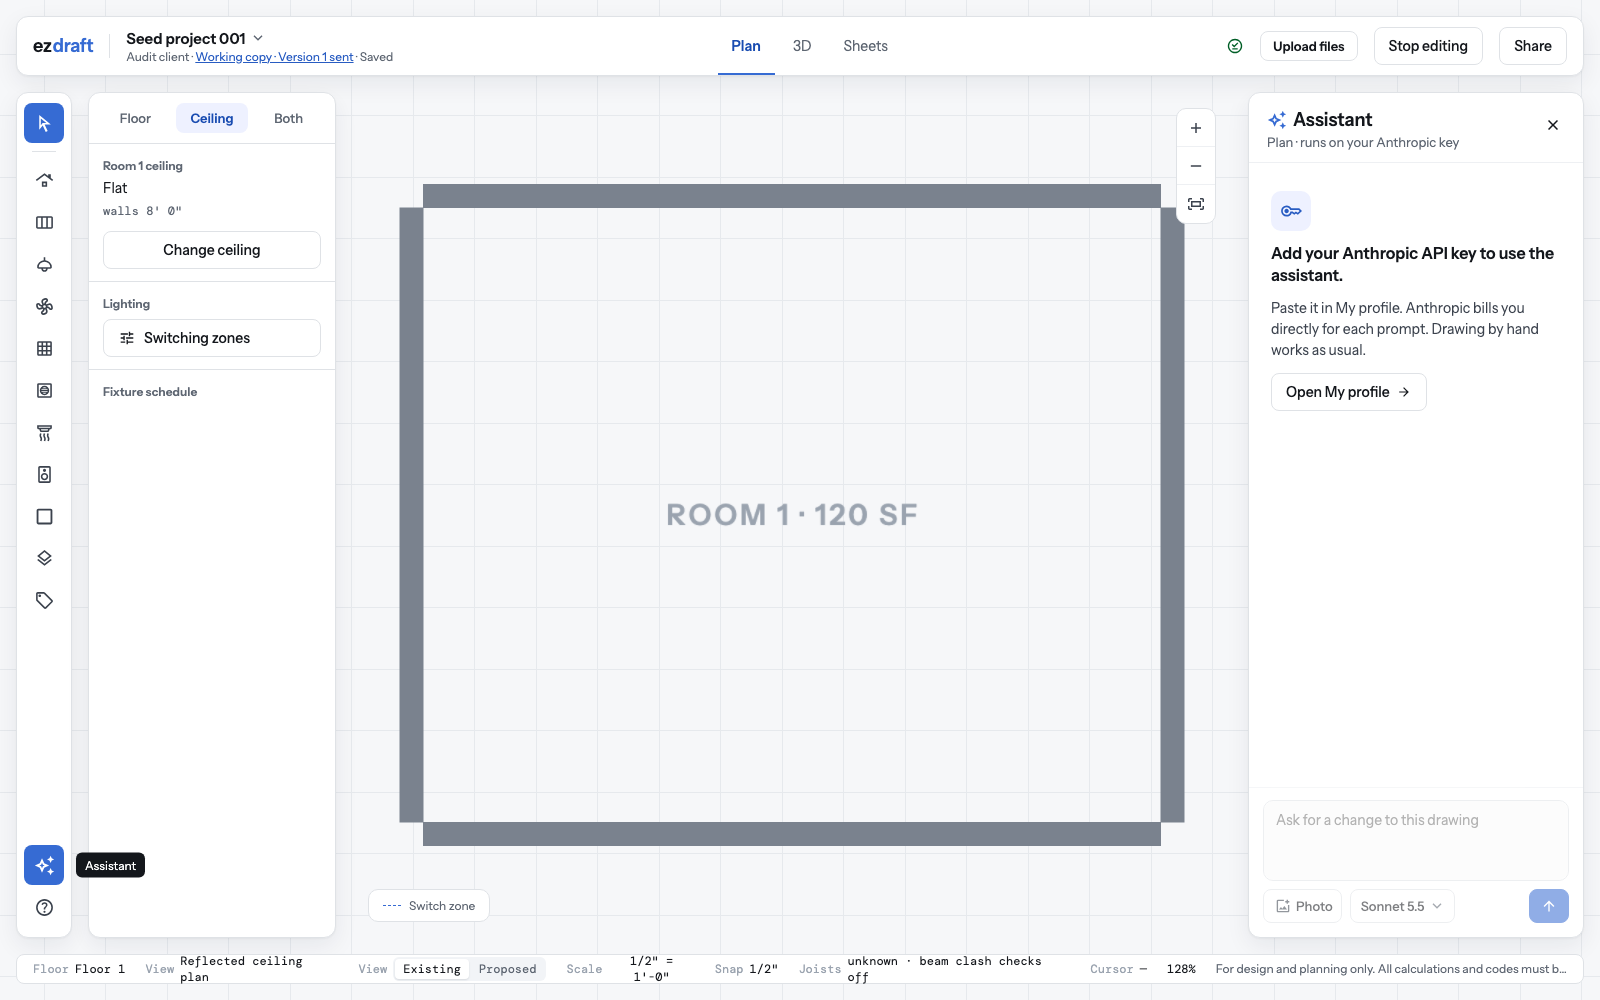 ezdraft
Seed project 001
Audit client · Working copy · Version 1 sent · Saved
Plan
3D
Sheets
Upload files
Stop editing
Share
Floor
Ceiling
Both
Room 1 ceiling
Flat
walls 8' 0"
Change ceiling
Lighting
Switching zones
Fixture schedule
ROOM 1 · 120 SF
Switch zone
Assistant
Assistant
Plan · runs on your Anthropic key
Add your Anthropic API key to use the
assistant.
Paste it in My profile. Anthropic bills you
directly for each prompt. Drawing by hand
works as usual.
Open My profile
Ask for a change to this drawing
Photo
Sonnet 5.5
Floor Floor 1
View Reflected ceiling
plan
View Existing Proposed
Scale 1/2" =
1'-0"
Snap 1/2"
Joists unknown · beam clash checks
off
Cursor —
128%
For design and planning only. All calculations and codes must b...